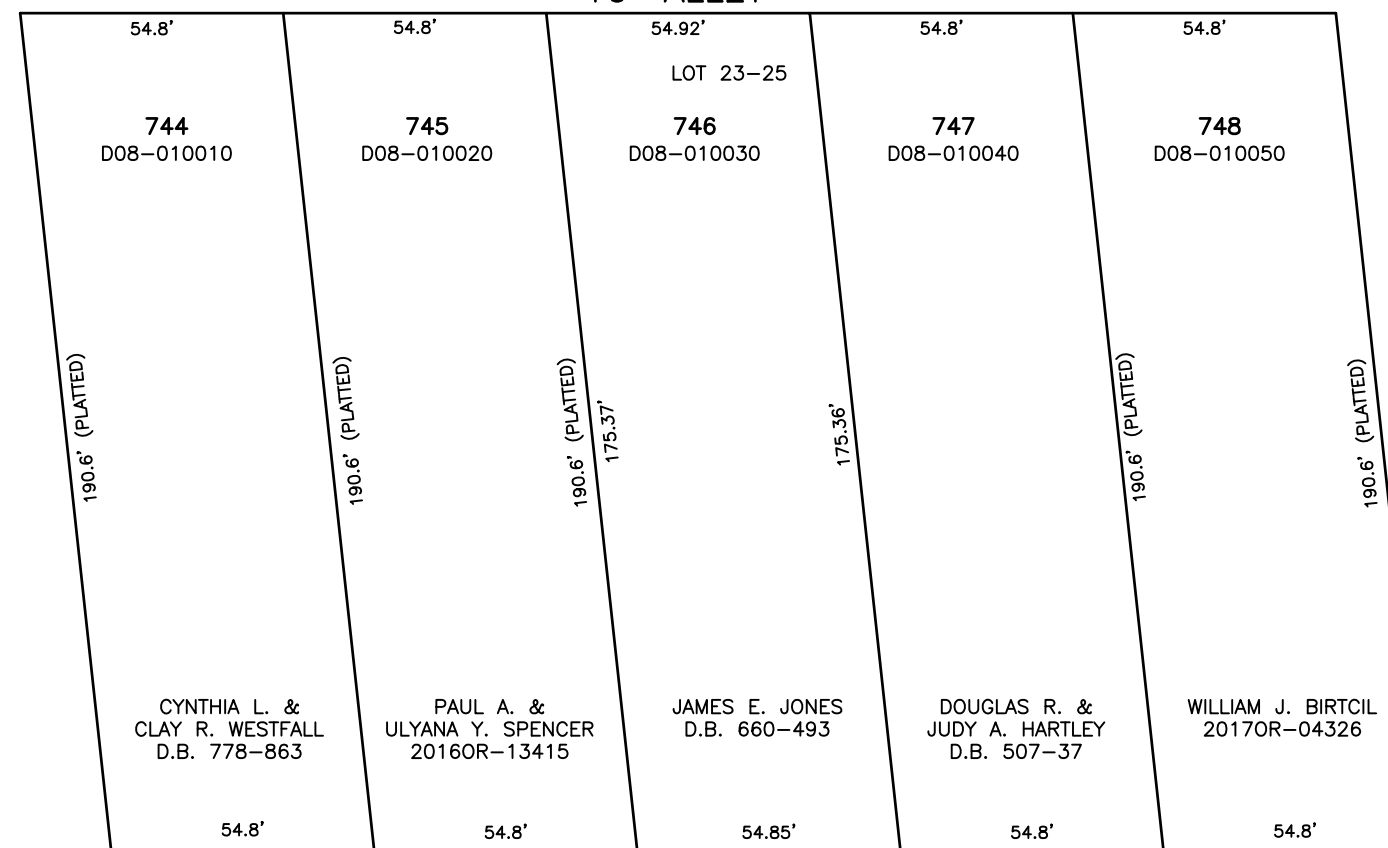 54.8' 54.8' 54.92' 54.8' 54.8'
LOT 23-25
744 745 746 747 748
D08-010010 D08-010020 D08-010030 D08-010040 D08-010050
190.6' (PLATTED)
190.6' (PLATTED)
190.6' (PLATTED)
175.37'
175.36'
190.6' (PLATTED)
190.6' (PLATTED)
CYNTHIA L. &
CLAY R. WESTFALL
D.B. 778-863
PAUL A. &
ULYANA Y. SPENCER
2016OR-13415
JAMES E. JONES
D.B. 660-493
DOUGLAS R. &
JUDY A. HARTLEY
D.B. 507-37
WILLIAM J. BIRTCIL
2017OR-04326
54.8' 54.8' 54.85' 54.8' 54.8'